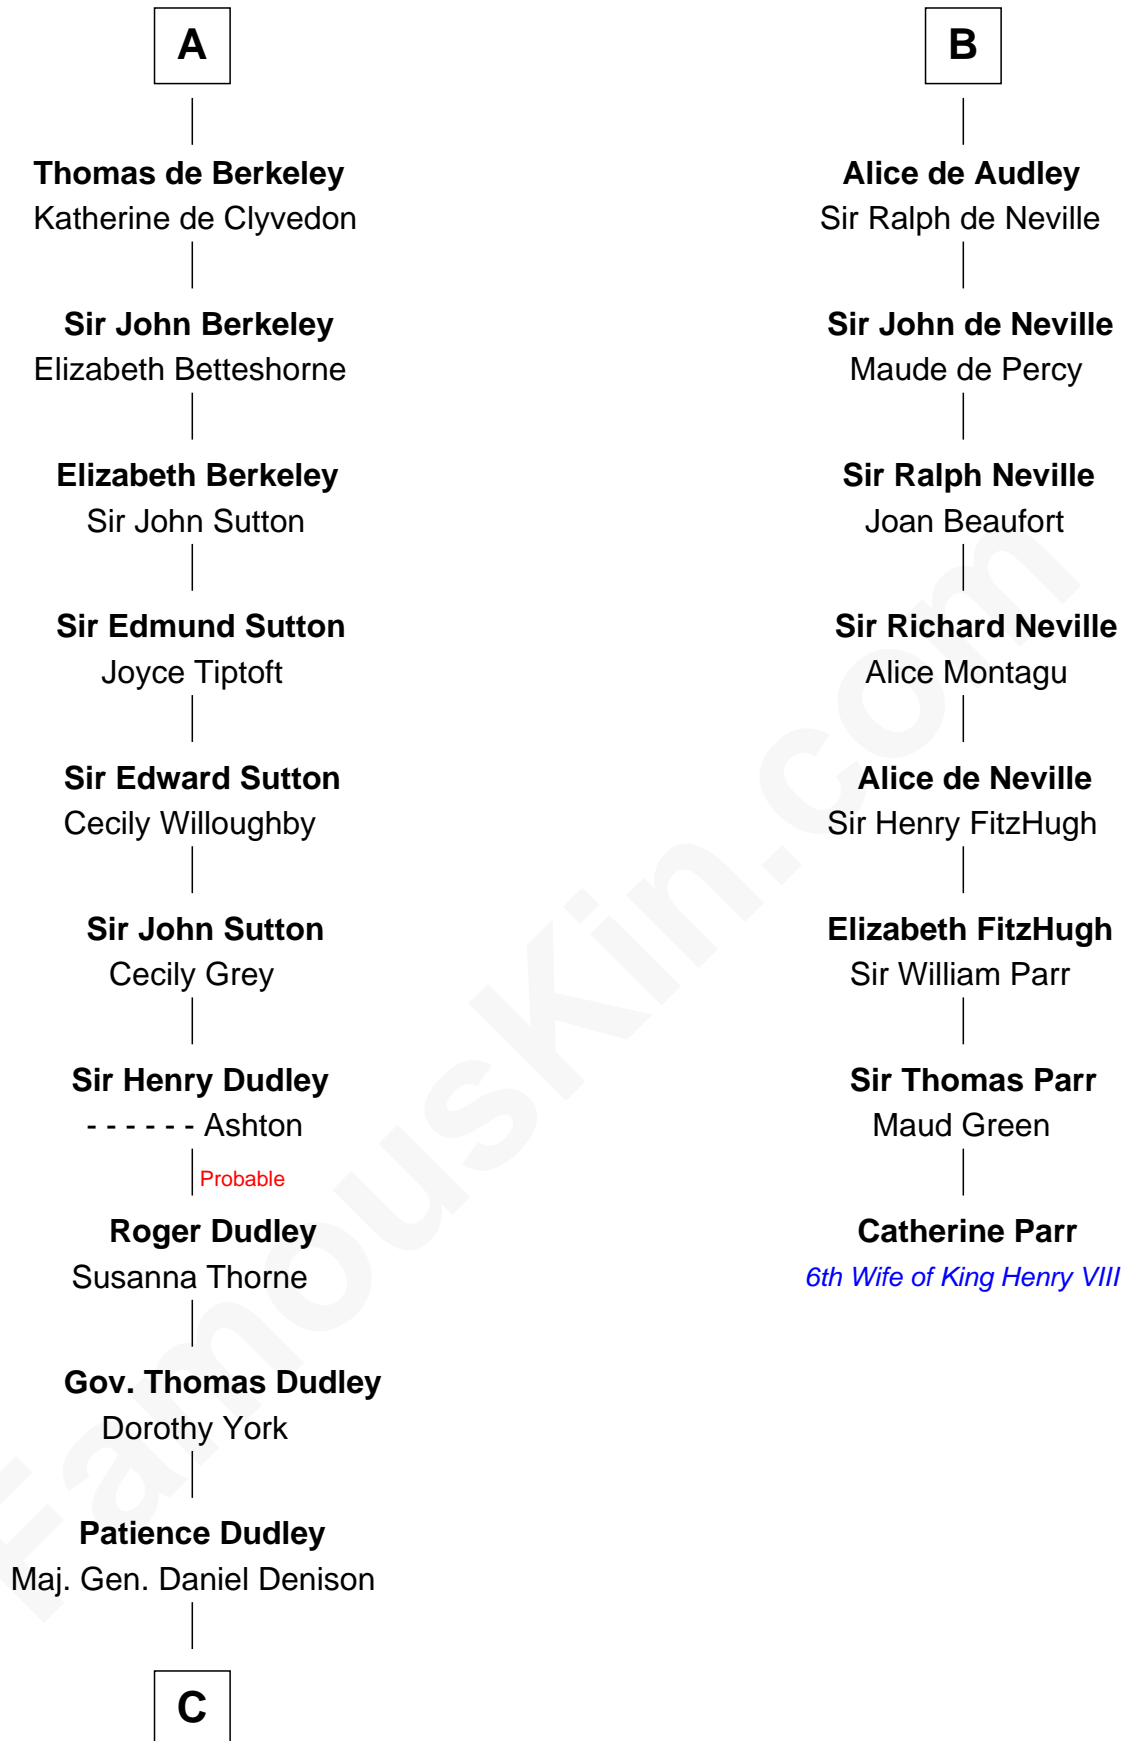 A
Thomas de Berkeley
Katherine de Clyvedon
Sir John Berkeley
Elizabeth Betteshorne
Elizabeth Berkeley
Sir John Sutton
Sir Edmund Sutton
Joyce Tiptoft
Sir Edward Sutton
Cecily Willoughby
Sir John Sutton
Cecily Grey
Sir Henry Dudley
- - - - - - Ashton
Probable
Roger Dudley
Susanna Thorne
Gov. Thomas Dudley
Dorothy York
Patience Dudley
Maj. Gen. Daniel Denison
C
B
Alice de Audley
Sir Ralph de Neville
Sir John de Neville
Maude de Percy
Sir Ralph Neville
Joan Beaufort
Sir Richard Neville
Alice Montagu
Alice de Neville
Sir Henry FitzHugh
Elizabeth FitzHugh
Sir William Parr
Sir Thomas Parr
Maud Green
Catherine Parr
6th Wife of King Henry VIII
FamousKin.com